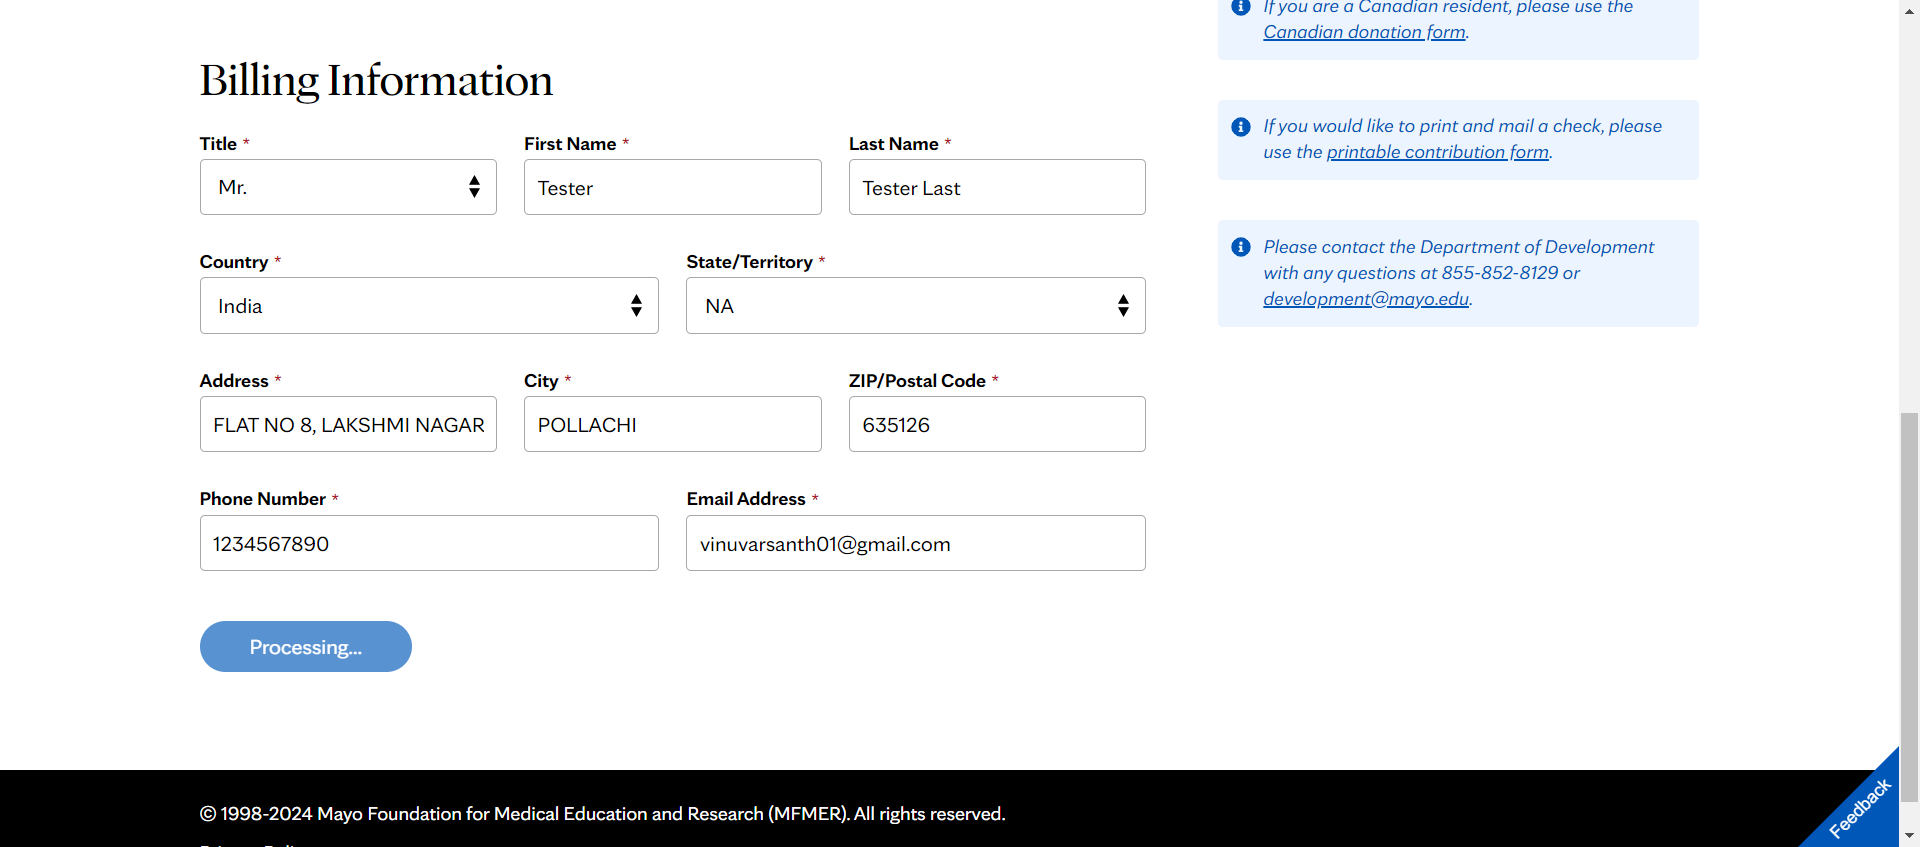 If you are a Canadian resident, please use the
Canadian donation form.
Billing Information
Title *
First Name *
Last Name *
Mr.
Tester
Tester Last
If you would like to print and mail a check, please
use the printable contribution form.
Country *
State/Territory *
India
NA
Please contact the Department of Development
with any questions at 855-852-8129 or
development@mayo.edu.
Address *
City *
ZIP/Postal Code *
FLAT NO 8, LAKSHMI NAGAR
POLLACHI
635126
Phone Number *
Email Address *
1234567890
vinuvarsanth01@gmail.com
Processing...
Feedback
© 1998-2024 Mayo Foundation for Medical Education and Research (MFMER). All rights reserved.